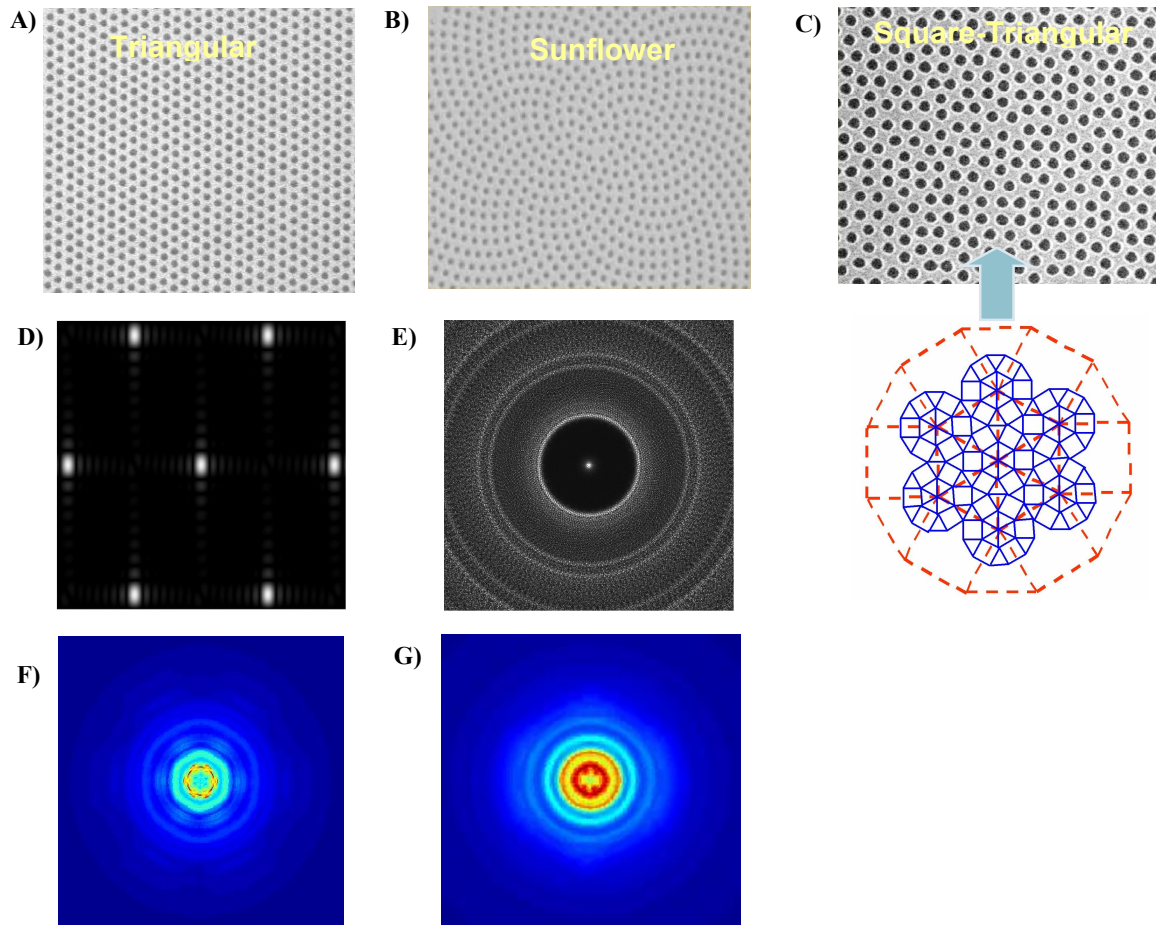 A)
Triangular
B)
Sunflower
C)
Square-Triangular
D)
E)
F)
G)